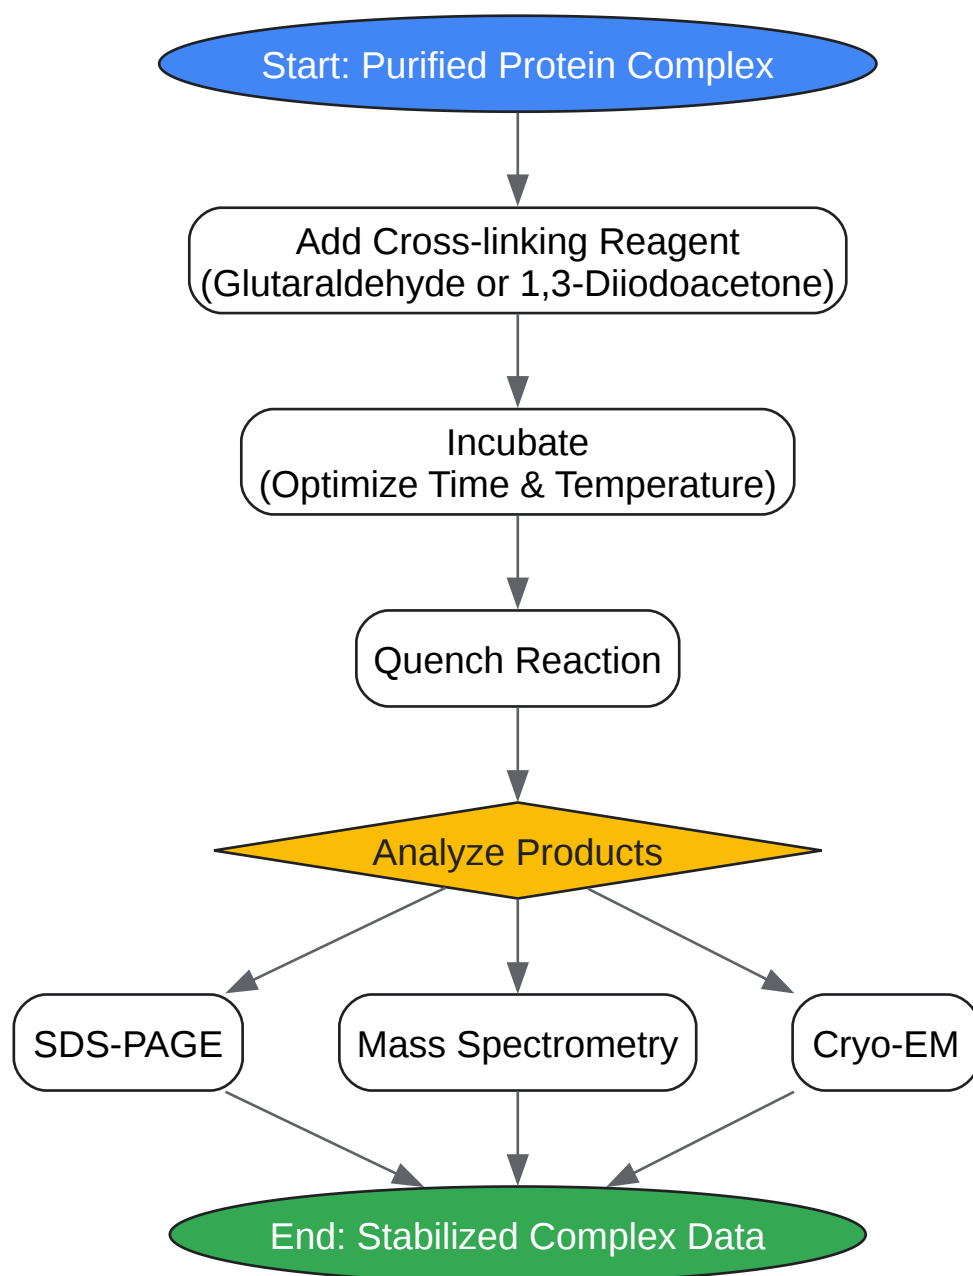 Start: Purified Protein Complex
Add Cross-linking Reagent
(Glutaraldehyde or 1,3-Diiodoacetone)
Incubate
(Optimize Time & Temperature)
Quench Reaction
Analyze Products
SDS-PAGE
Mass Spectrometry
Cryo-EM
End: Stabilized Complex Data